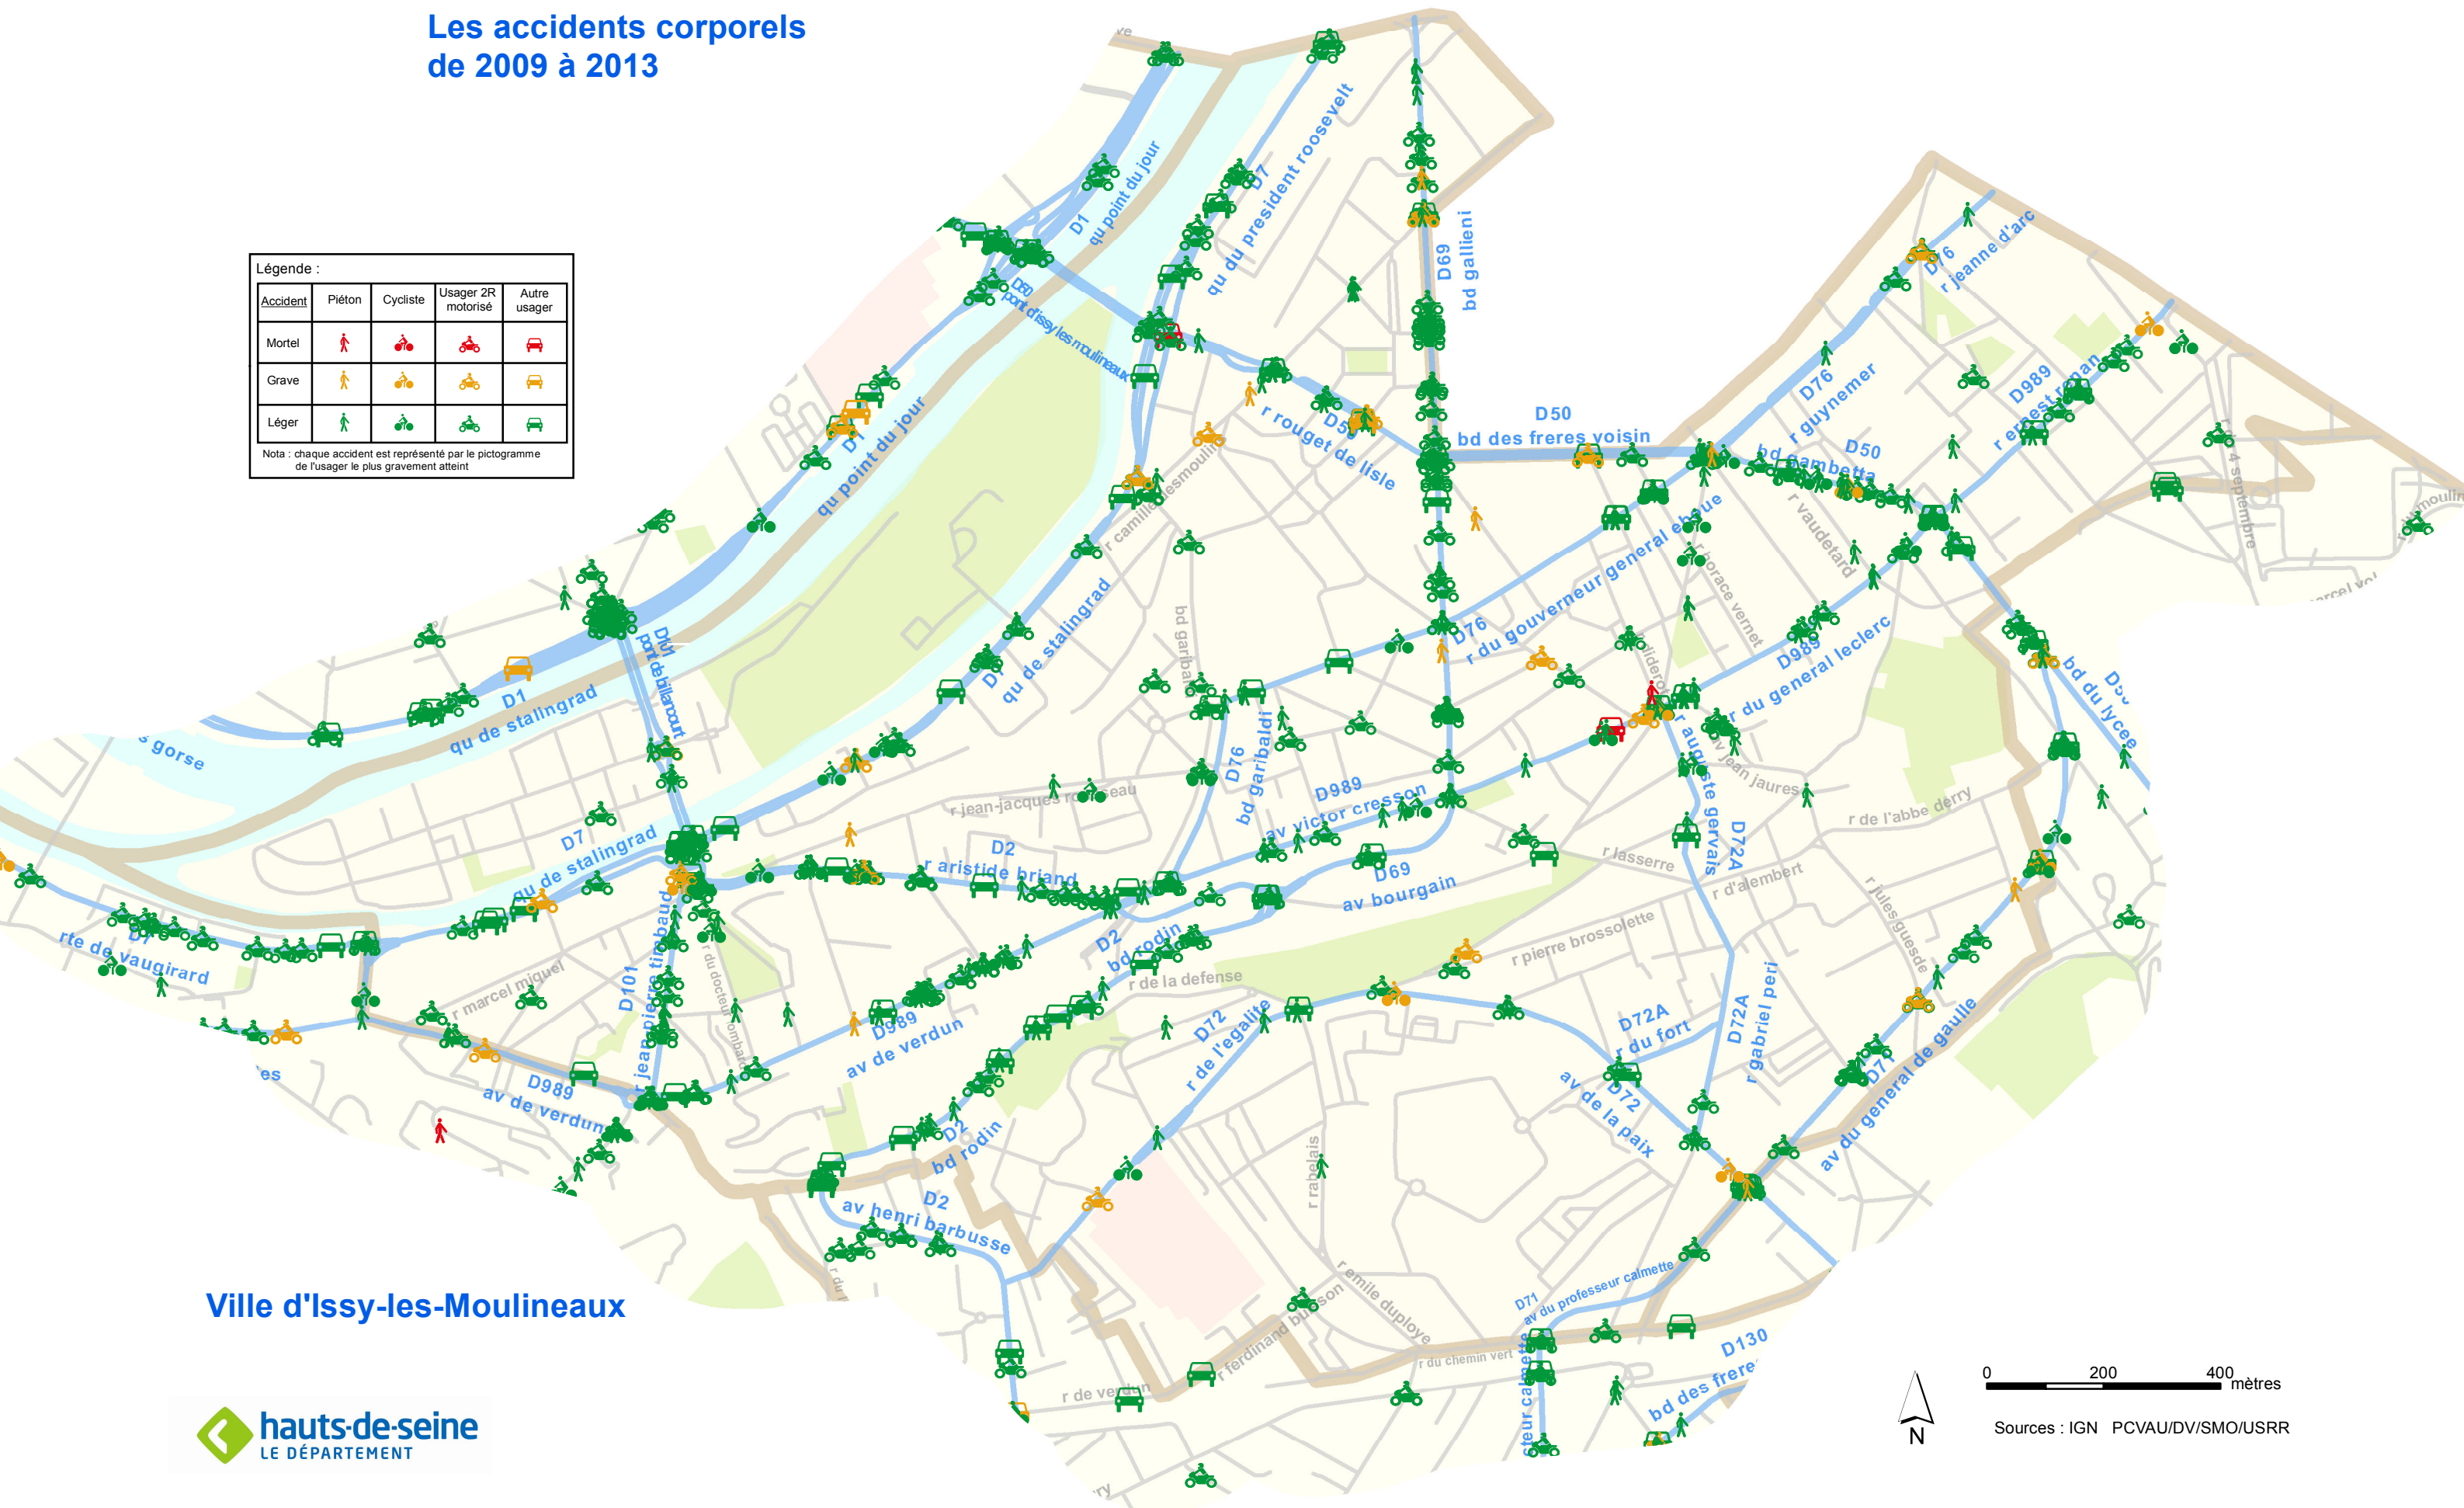 Les accidents corporels
de 2009 à 2013
Légende :
Accident
Piéton
Cycliste
Usager 2R
motorisé
Autre
usager
Mortel
Grave
Léger
Nota : chaque accident est représenté par le pictogramme
de l'usager le plus gravement atteint
D1
qu point du jour
D7
qu du president roosevelt
D69
bd gallieni
D76
r jeanne d'arc
D50
pont d'issy les moulineaux
D50
bd des freres voisin
D76
r guynemer
D989
r ernest renan
D50
bd gambetta
r rouget de lisle
D1
qu point du jour
r camille desmoulins
r vaudetard
r horace vernet
4 septembre
D76
r du gouverneur general eboue
D989
r du general leclerc
bd du lycee
bd garibaldi
D7
qu de stalingrad
pont de billancourt
D1
qu de stalingrad
s gorse
D76
bd garibaldi
D989
av victor cresson
r auguste gervais
av jean jaures
r de l'abbe derry
r jean-jacques rousseau
D7
qu de stalingrad
D2
r aristide briand
D69
av bourgain
r lasserre
D72A
r d'alembert
r jules guesde
r pierre brossolette
D7
rte de vaugirard
r marcel miquel
D101
r jean pierre timbaud
r du docteur lombard
D2
bd rodin
r de la defense
D989
av de verdun
D72
r de l'egalite
D72A
r du fort
D72A
r gabriel peri
av du general de gaulle
D989
av de verdun
D72
av de la paix
D2
bd rodin
r rabelais
D2
av henri barbusse
r emile duploye
r ferdinand buisson
D71
av du professeur calmette
r du chemin vert
r de verdun
cteur calmette
D130
bd des frere
Ville d'Issy-les-Moulineaux
hauts-de-seine
LE DÉPARTEMENT
N
0 200 400
mètres
Sources : IGN PCVAU/DV/SMO/USRR